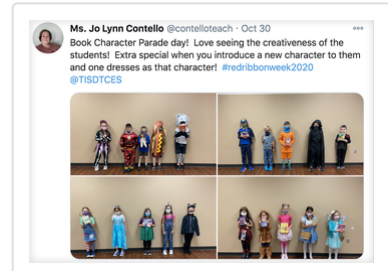 Ms. Jo Lynn Contello @contelloteach · Oct 30
Book Character Parade day! Love seeing the creativeness of the
students! Extra special when you introduce a new character to them
and one dresses as that character! #redribbonweek2020
@TISDTCES